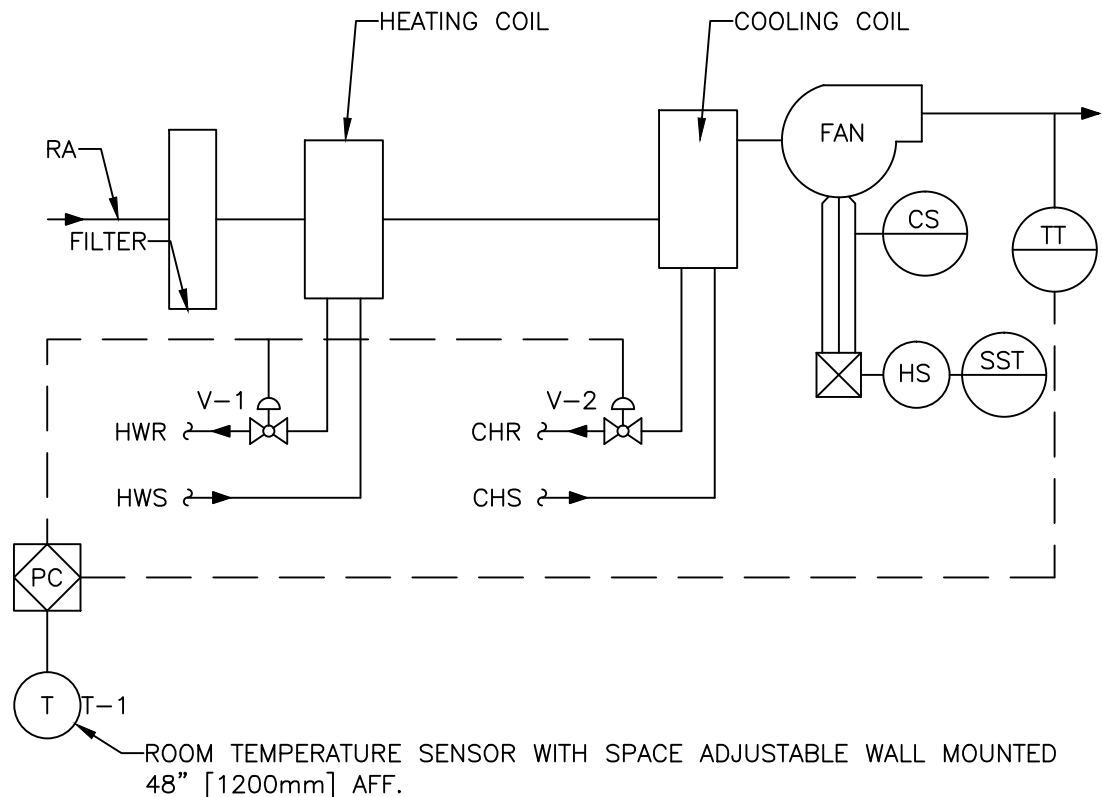 HEATING COIL
COOLING COIL
FAN
RA
FILTER
CS
TT
HS
SST
V-1
V-2
HWR
CHR
HWS
CHS
PC
T
T-1
ROOM TEMPERATURE SENSOR WITH SPACE ADJUSTABLE WALL MOUNTED
48" [1200mm] AFF.